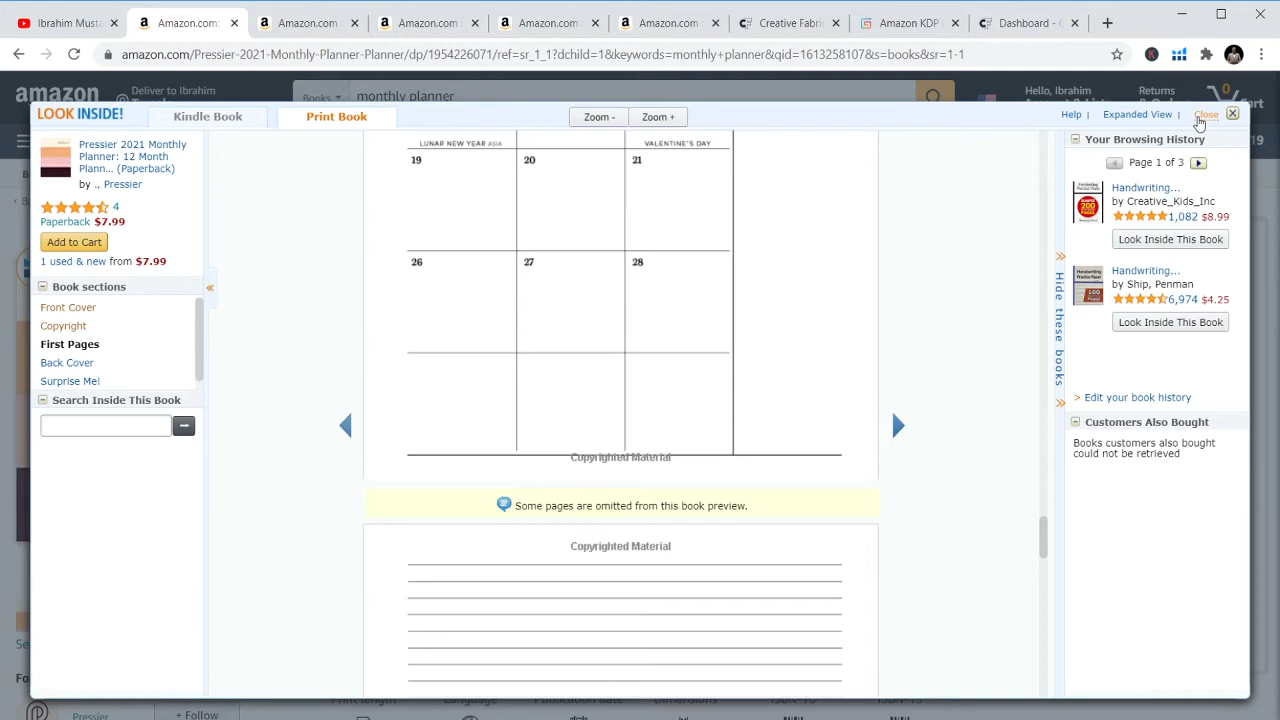 Ibrahim Must
Amazon.com:
Amazon.com:
Amazon.com:
Amazon.com:
Amazon.com:
Creative Fabri
Amazon KDP
Dashboard - C
amazon.com/Pressier-2021-Monthly-Planner-Planner/dp/1954226071/ref=sr_1_1?dchild=1&keywords=monthly+planner&qid=1613258107&s=books&sr=1-1
amazon
Deliver to Ibrahim
Books
monthly planner
Hello, Ibrahim
Returns
0
Cart
LOOK INSIDE!
Kindle Book
Print Book
Zoom -
Zoom +
Help |
Expanded View |
Close
Pressier 2021 Monthly
Planner: 12 Month
Plann... (Paperback)
by ., Pressier
4
Paperback $7.99
Add to Cart
1 used & new from $7.99
Book sections
Front Cover
Copyright
First Pages
Back Cover
Surprise Me!
Search Inside This Book
LUNAR NEW YEAR ASIA
VALENTINE'S DAY
19
20
21
26
27
28
Copyrighted Material
Some pages are omitted from this book preview.
Copyrighted Material
Your Browsing History
Page 1 of 3
Handwriting...
by Creative_Kids_Inc
1,082 $8.99
Look Inside This Book
Handwriting...
by Ship, Penman
6,974 $4.25
Look Inside This Book
Hide these books
> Edit your book history
Customers Also Bought
Books customers also bought
could not be retrieved
Pressier
+ Follow